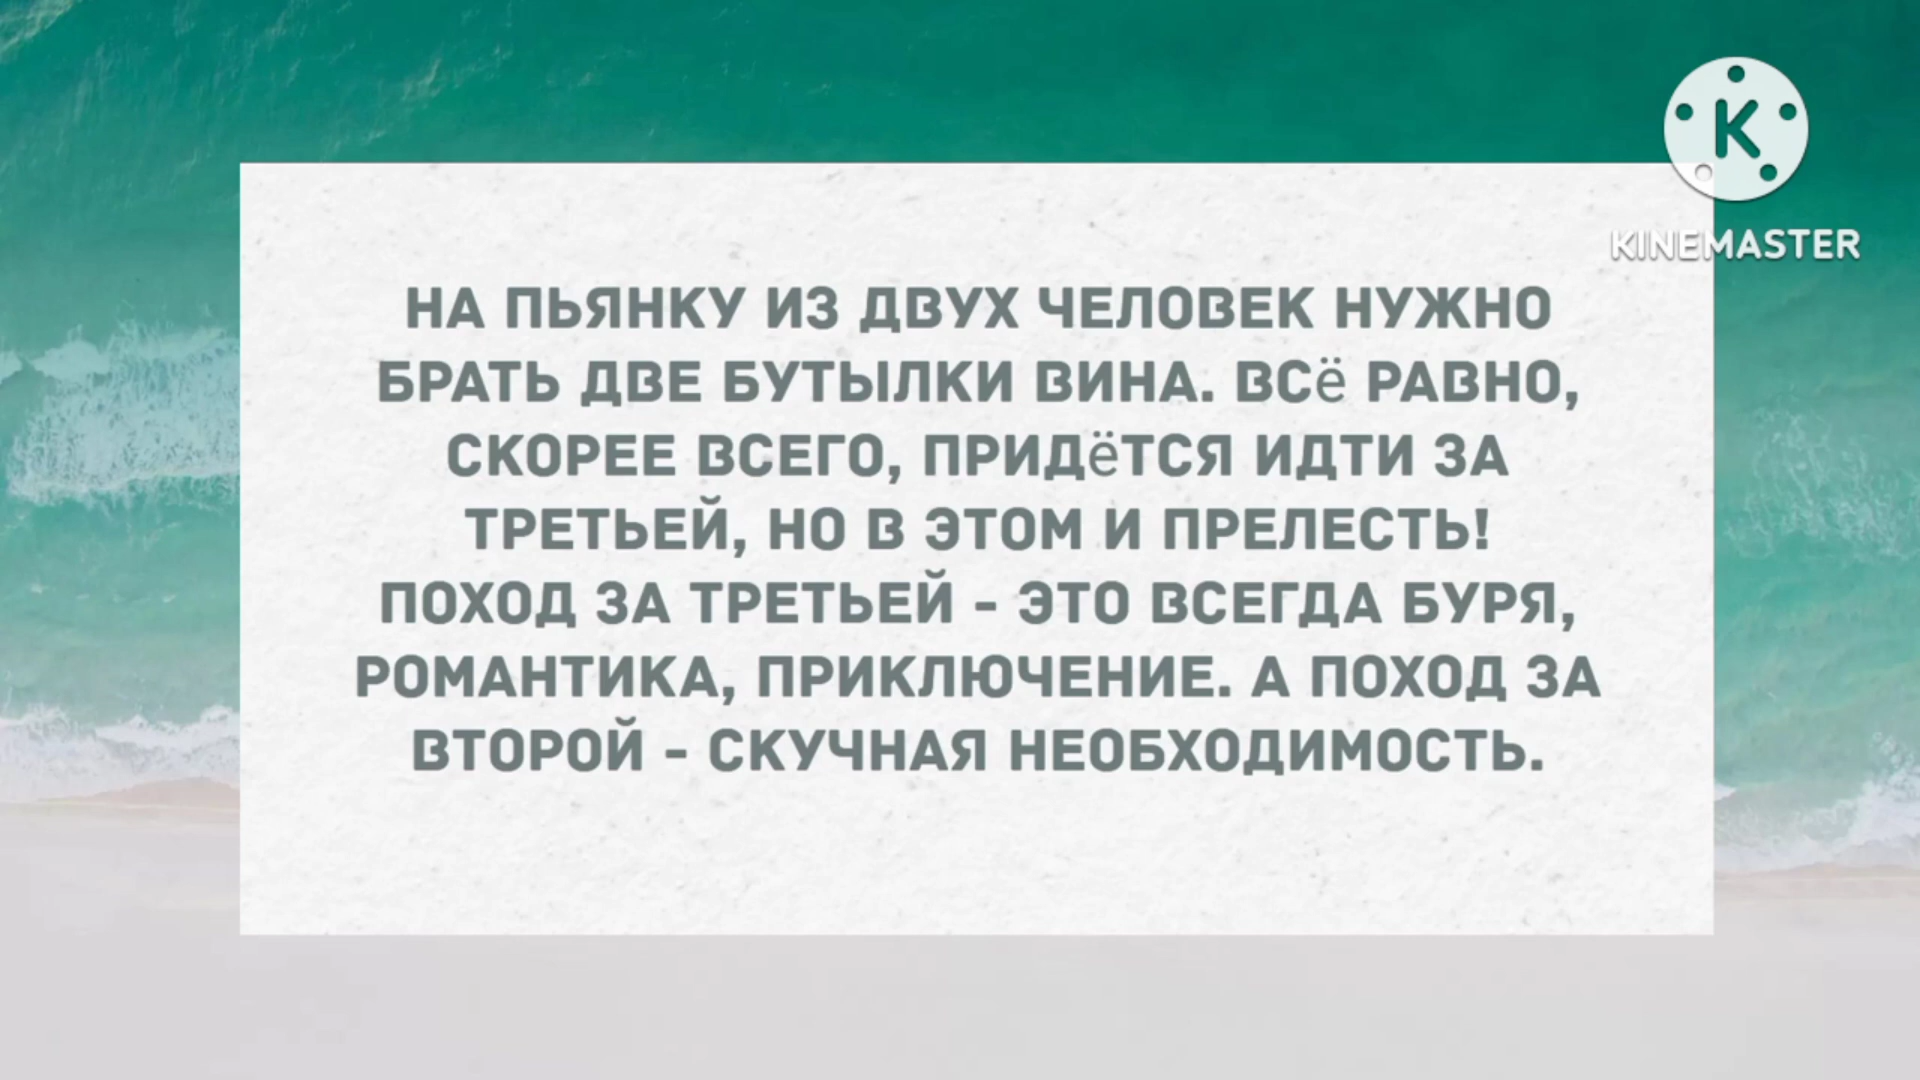 K
KINEMASTER
НА ПЬЯНКУ ИЗ ДВУХ ЧЕЛОВЕК НУЖНО
БРАТЬ ДВЕ БУТЫЛКИ ВИНА. ВСё РАВНО,
СКОРЕЕ ВСЕГО, ПРИДёТСЯ ИДТИ ЗА
ТРЕТЬЕЙ, НО В ЭТОМ И ПРЕЛЕСТЬ!
ПОХОД ЗА ТРЕТЬЕЙ - ЭТО ВСЕГДА БУРЯ,
РОМАНТИКА, ПРИКЛЮЧЕНИЕ. А ПОХОД ЗА
ВТОРОЙ - СКУЧНАЯ НЕОБХОДИМОСТЬ.